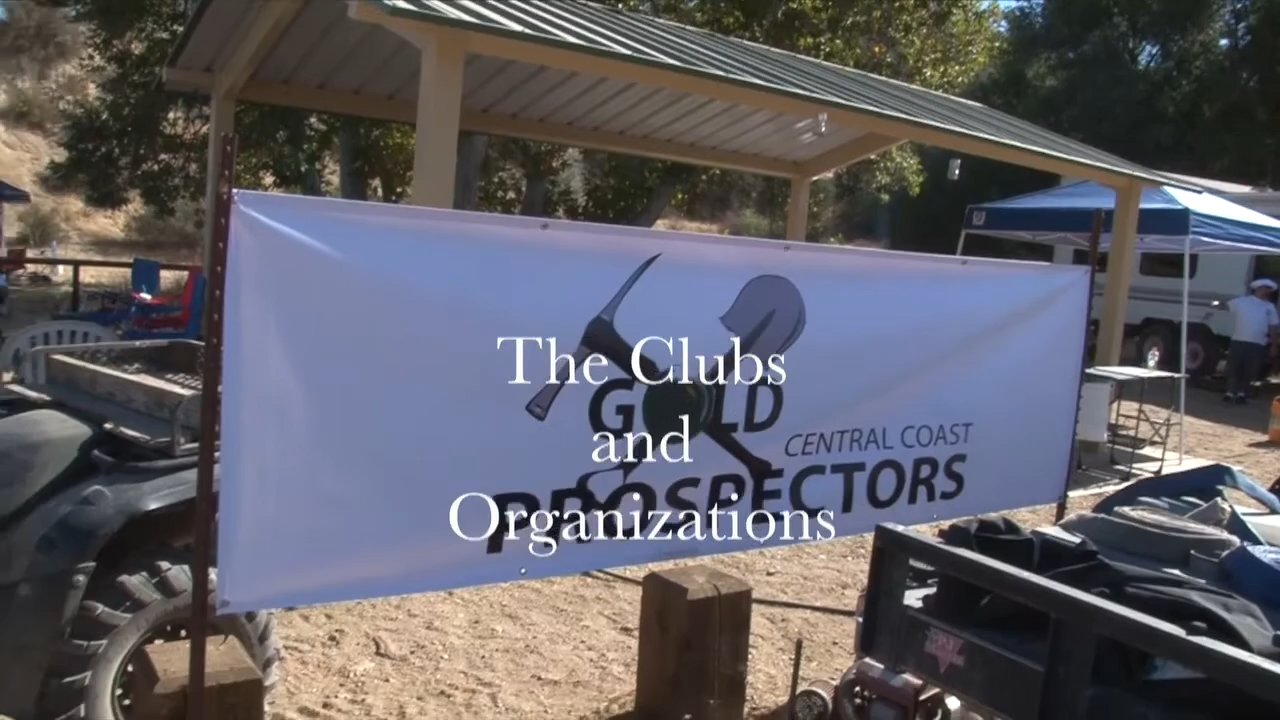 The Clubs
and
Organizations
GOLD
CENTRAL COAST
PROSPECTORS